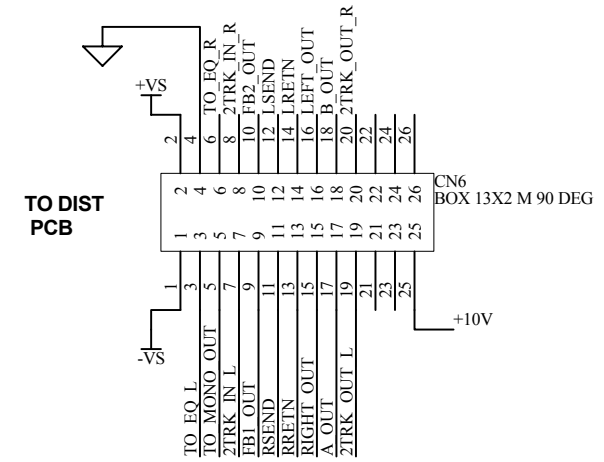 TO_EQ_R
2TRK_IN_R
FB2_OUT
LSEND
LRETN
LEFT_OUT
B_OUT
2TRK_OUT_R
+VS
2
4
6
8
10
12
14
16
18
20
22
24
26
TO DIST
PCB
CN6
BOX 13X2 M 90 DEG
2 4 6 8 10 12 14 16 18 20 22 24 26
1 3 5 7 9 11 13 15 17 19 21 23 25
1
3
5
7
9
11
13
15
17
19
21
23
25
+10V
-VS
TO_EQ_L
TO_MONO_OUT
2TRK_IN_L
FB1_OUT
RSEND
RRETN
RIGHT_OUT
A_OUT
2TRK_OUT_L